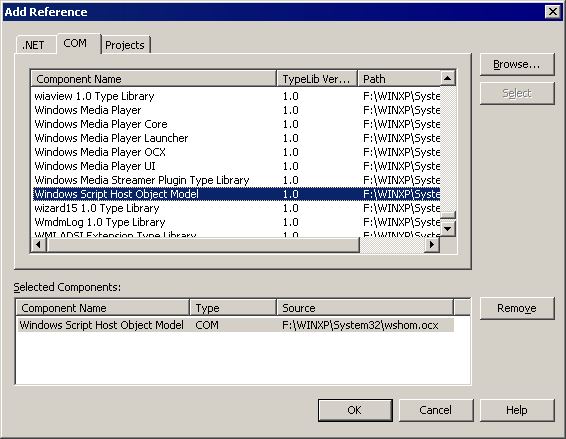 Add Reference
.NET COM Projects
Component Name TypeLib Ver... Path
wiaview 1.0 Type Library 1.0 F:\WINXP\Syste
Windows Media Player 1.0 F:\WINXP\Syste
Windows Media Player Core 1.0 F:\WINXP\Syste
Windows Media Player Launcher 1.0 F:\WINXP\Syste
Windows Media Player OCX 1.0 F:\WINXP\Syste
Windows Media Player UI 1.0 F:\WINXP\Syste
Windows Media Streamer Plugin Type Library 1.0 F:\WINXP\Syste
Windows Script Host Object Model 1.0 F:\WINXP\Syste
wizard15 1.0 Type Library 1.0 F:\WINXP\Syste
WmdmLog 1.0 Type Library 1.0 F:\WINXP\Syste
WMI ADSI Extension Type Library 1.0 F:\WINXP\Syste
Browse...
Select
Selected Components:
Component Name Type Source
Windows Script Host Object Model COM F:\WINXP\System32\wshom.ocx
Remove
OK Cancel Help